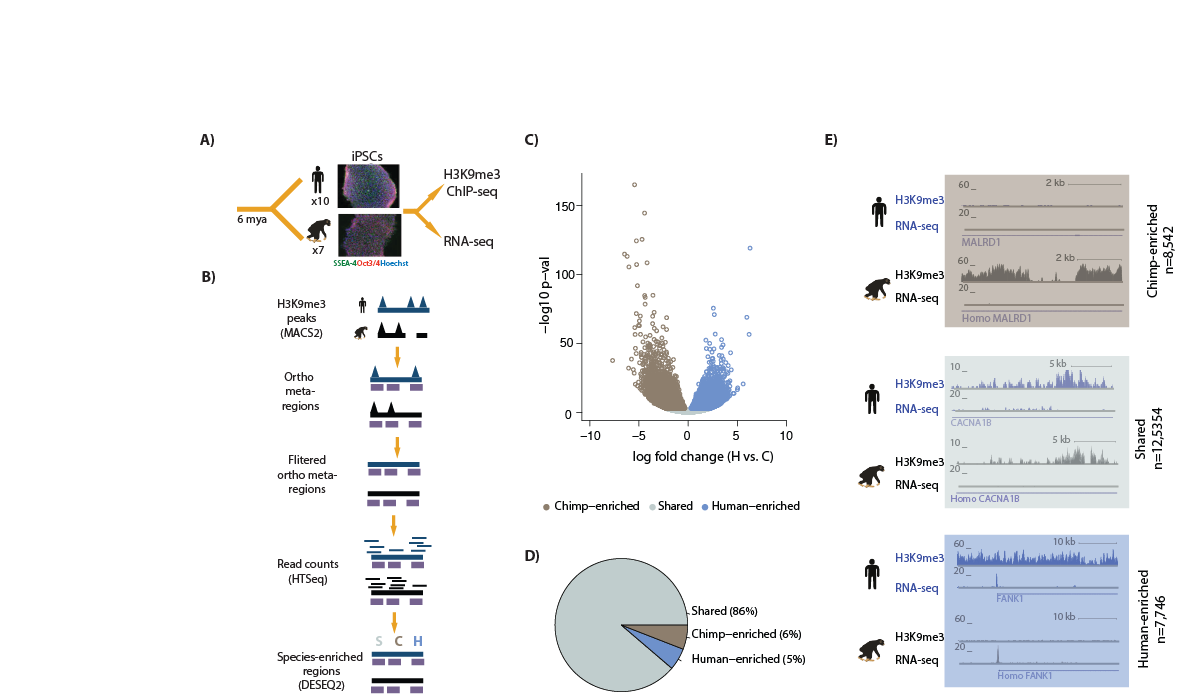 A)
iPSCs
6 mya
x10
x7
H3K9me3
ChIP-seq
RNA-seq
SSEA-4Oct3/4Hoechst
B)
H3K9me3
peaks
(MACS2)
Ortho
meta-
regions
Flitered
ortho meta-
regions
Read counts
(HTSeq)
S C H
Species-enriched
regions
(DESEQ2)
C)
−log10 p−val
150
100
50
0
−10 −5 0 5 10
log fold change (H vs. C)
Chimp−enriched Shared Human−enriched
D)
Shared (86%)
Chimp−enriched (6%)
Human−enriched (5%)
E)
H3K9me3
RNA-seq
60
2 kb
20
MALRD1
H3K9me3
RNA-seq
60
2 kb
20
Homo MALRD1
Chimp-enriched
n=8,542
H3K9me3
RNA-seq
10
5 kb
20
CACNA1B
H3K9me3
RNA-seq
10
5 kb
20
Homo CACNA1B
Shared
n=12,5354
H3K9me3
RNA-seq
60
10 kb
20
FANK1
H3K9me3
RNA-seq
60
10 kb
20
Homo FANK1
Human-enriched
n=7,746